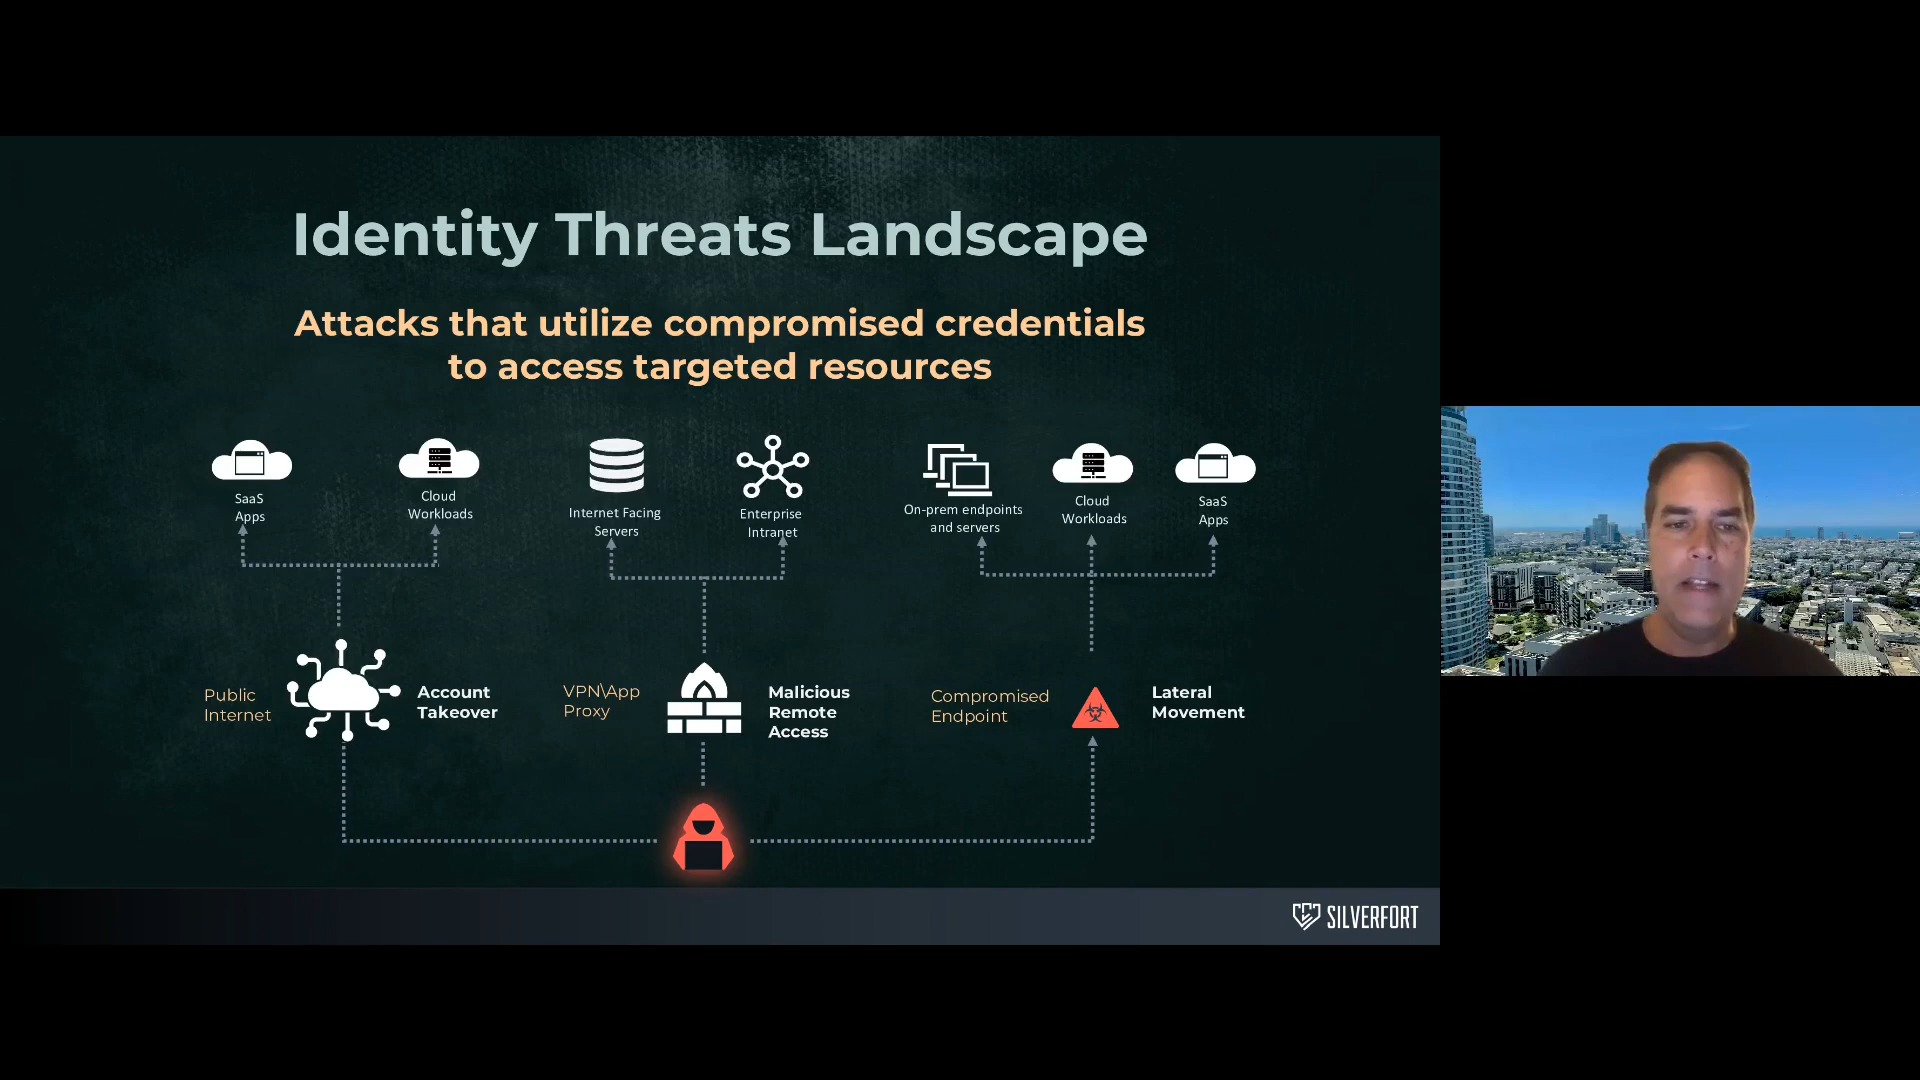 Identity Threats Landscape
Attacks that utilize compromised credentials
to access targeted resources
SaaS
Apps
Cloud
Workloads
Internet Facing
Servers
Enterprise
Intranet
On-prem endpoints
and servers
Cloud
Workloads
SaaS
Apps
Public
Internet
Account
Takeover
VPN\App
Proxy
Malicious
Remote
Access
Compromised
Endpoint
Lateral
Movement
SILVERFORT